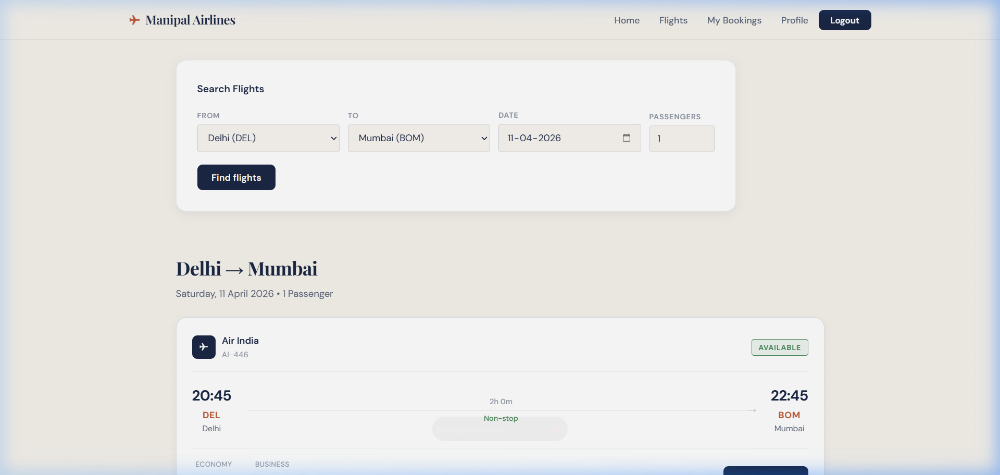 Manipal Airlines
Home Flights My Bookings Profile Logout
Search Flights
FROM TO DATE PASSENGERS
Delhi (DEL) Mumbai (BOM) 11-04-2026 1
Find flights
Delhi → Mumbai
Saturday, 11 April 2026 • 1 Passenger
Air India
AI-446
AVAILABLE
20:45 2h 0m 22:45
DEL Non-stop BOM
Delhi Mumbai
ECONOMY BUSINESS